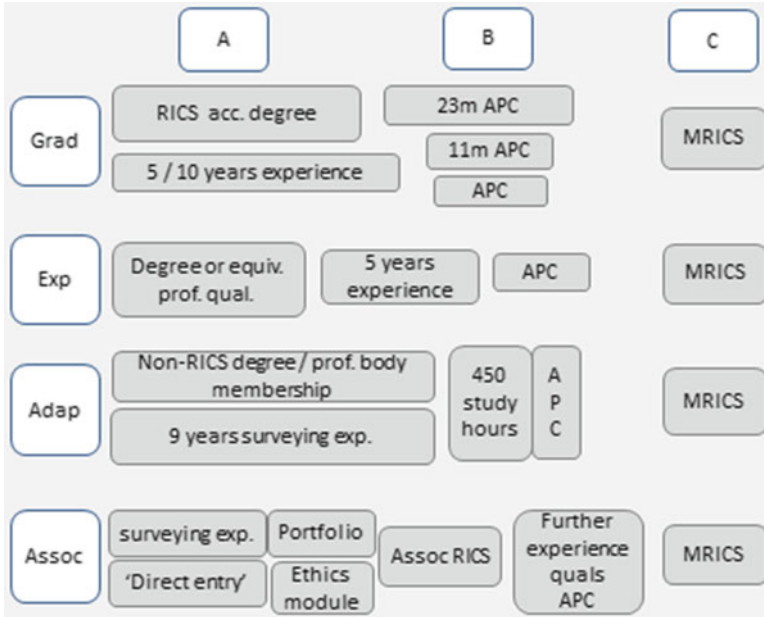 A
B
C
Grad
RICS acc. degree
5 / 10 years experience
23m APC
11m APC
APC
MRICS
Exp
Degree or equiv.
prof. qual.
5 years
experience
APC
MRICS
Adap
Non-RICS degree / prof. body
membership
9 years surveying exp.
450
study
hours
A
P
C
MRICS
Assoc
surveying exp.
'Direct entry'
Portfolio
Ethics
module
Assoc RICS
Further
experience
quals
APC
MRICS